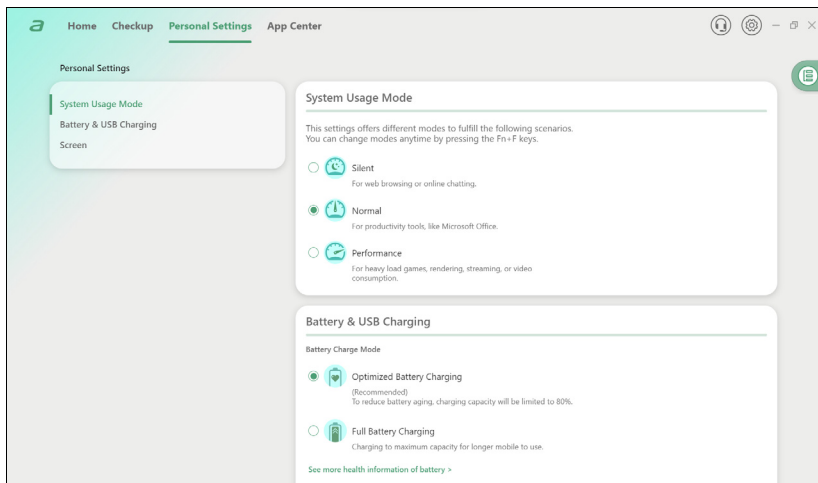 a
Home Checkup Personal Settings App Center
Personal Settings
System Usage Mode
Battery & USB Charging
Screen
System Usage Mode
This settings offers different modes to fulfill the following scenarios.
You can change modes anytime by pressing the Fn+F keys.
Silent
For web browsing or online chatting.
Normal
For productivity tools, like Microsoft Office.
Performance
For heavy load games, rendering, streaming, or video
consumption.
Battery & USB Charging
Battery Charge Mode
Optimized Battery Charging
(Recommended)
To reduce battery aging, charging capacity will be limited to 80%.
Full Battery Charging
Charging to maximum capacity for longer mobile to use.
See more health information of battery >